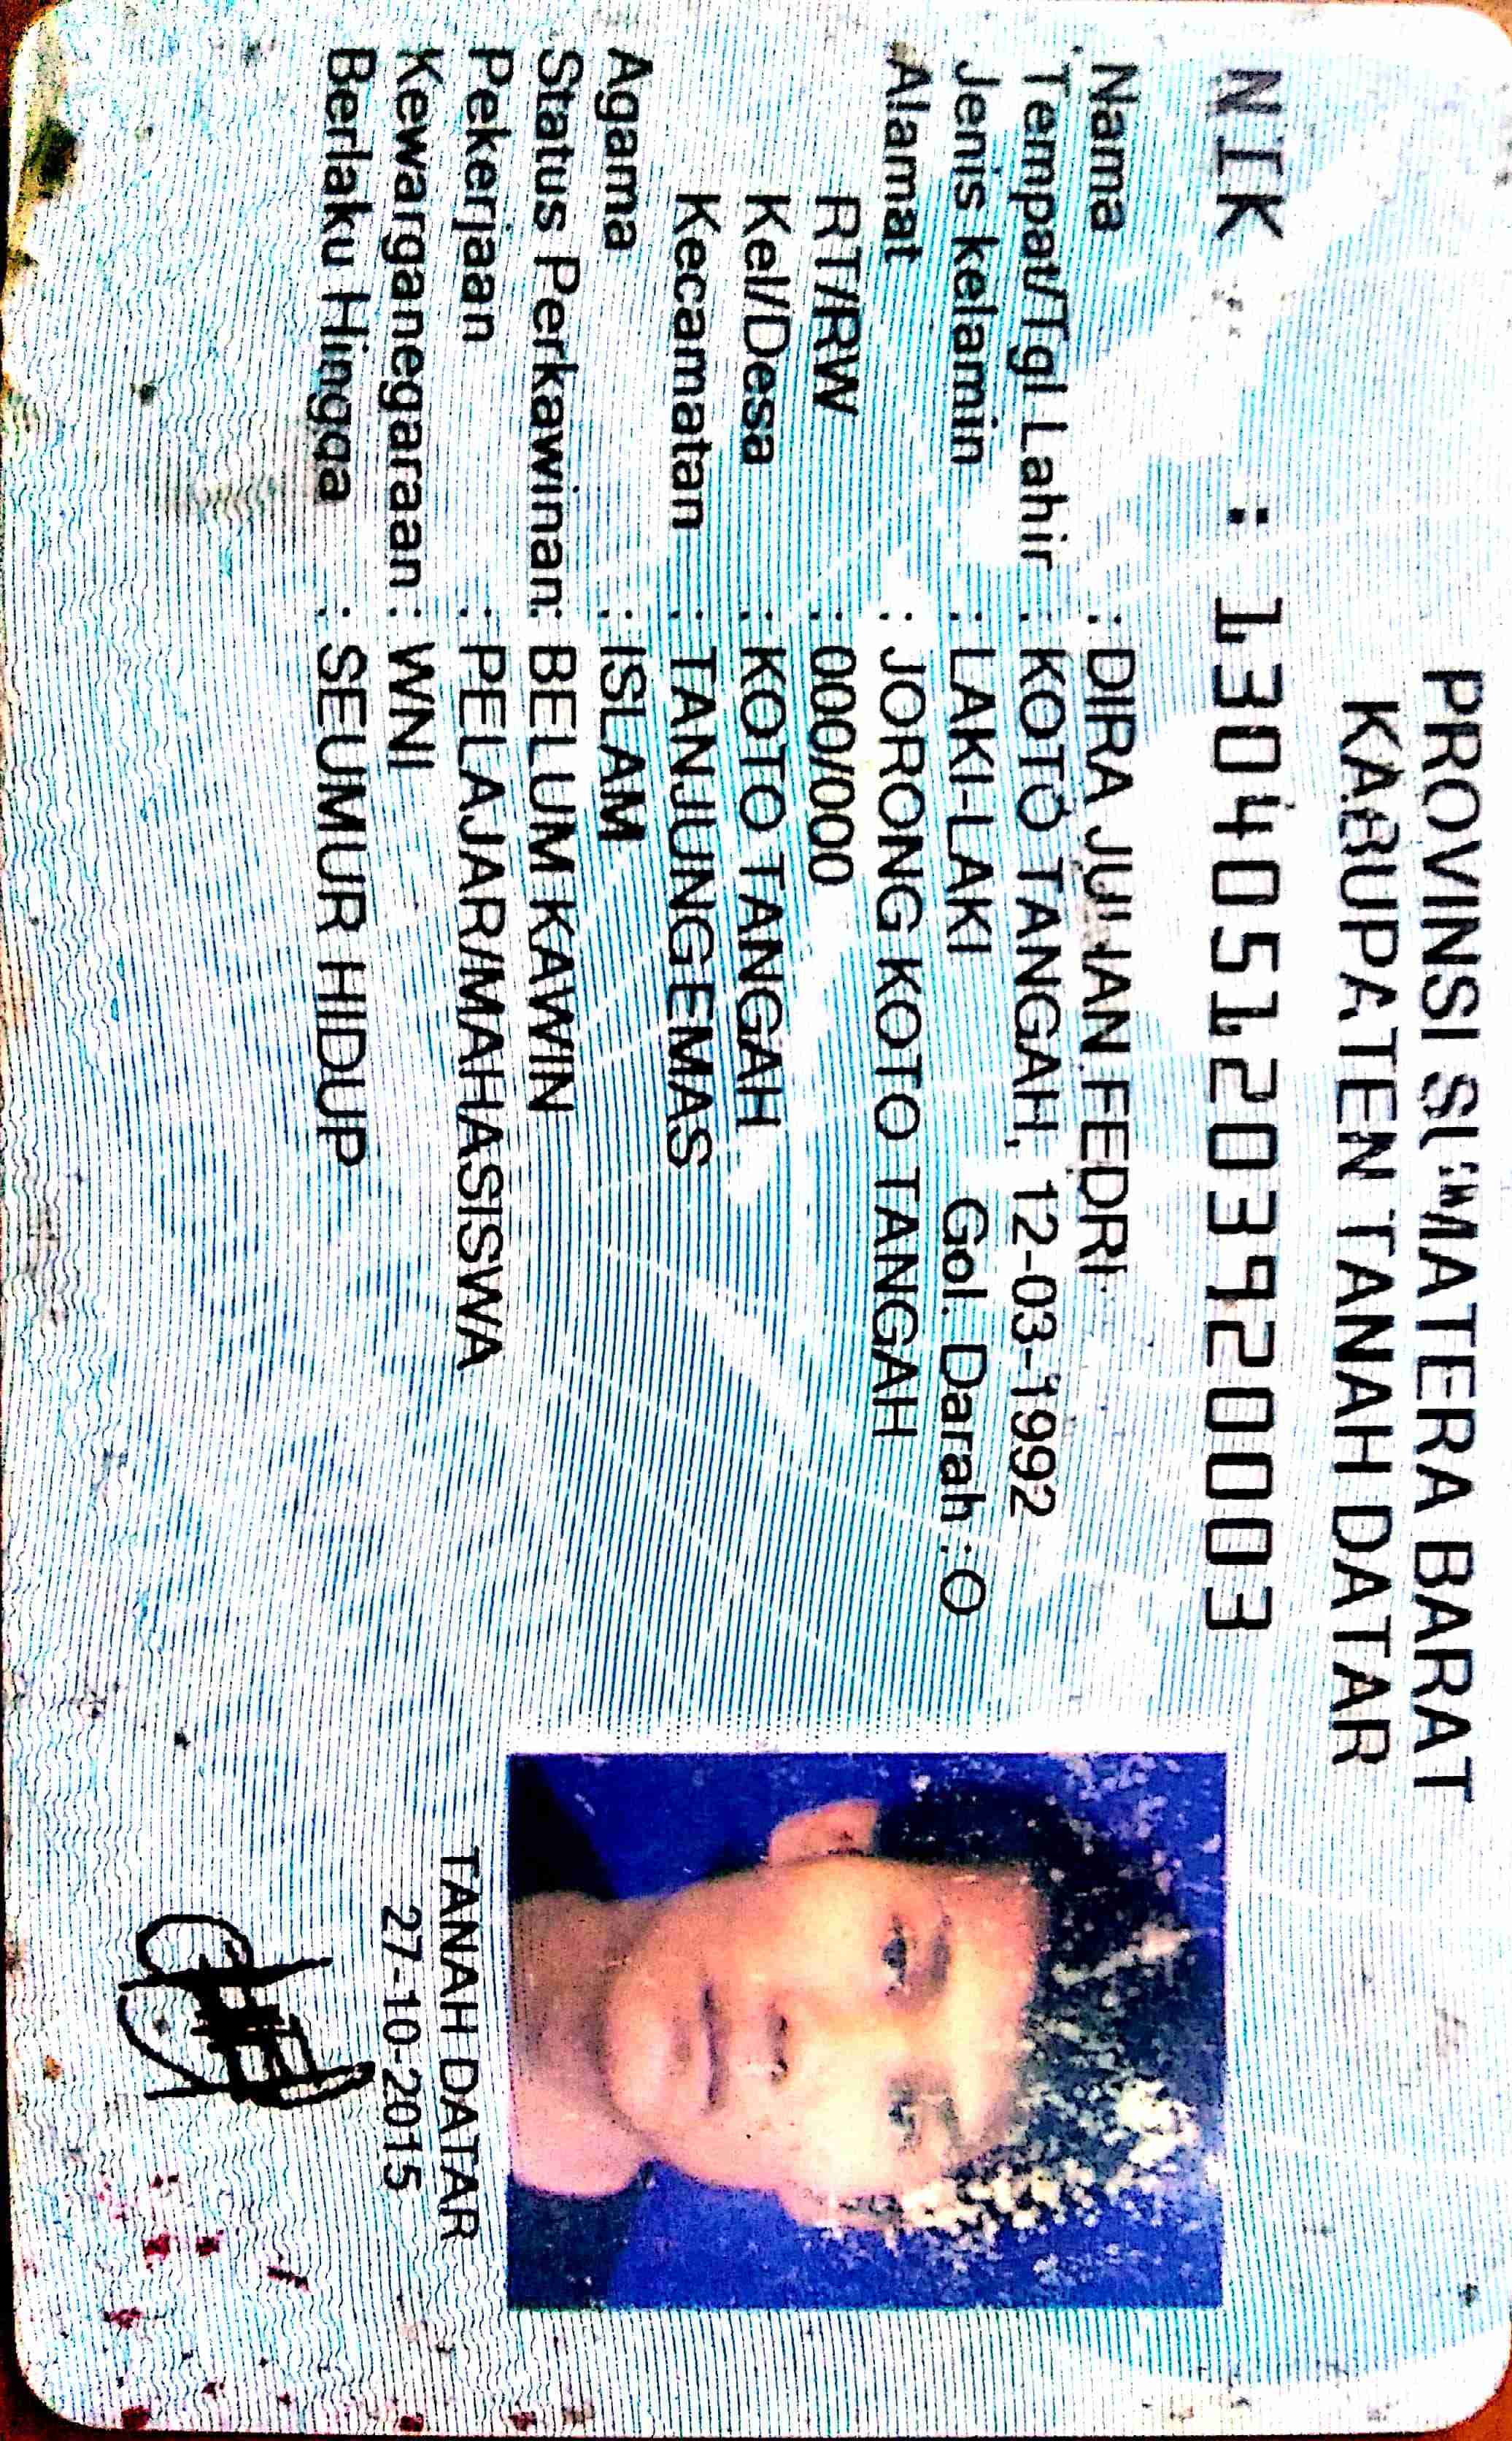 PROVINSI SUMATERA BARAT
KABUPATEN TANAH DATAR
NIK : 1304051203920003
Nama : DIRA JULIAN FEDRI
Tempat/Tgl Lahir : KOTO TANGAH, 12-03-1992
Jenis kelamin : LAKI-LAKI Gol. Darah : O
Alamat : JORONG KOTO TANGAH
RT/RW : 000/000
Kel/Desa : KOTO TANGAH
Kecamatan : TANJUNG EMAS
Agama : ISLAM
Status Perkawinan: BELUM KAWIN
Pekerjaan : PELAJAR/MAHASISWA
Kewarganegaraan : WNI
Berlaku Hingga : SEUMUR HIDUP
TANAH DATAR
27-10-2015